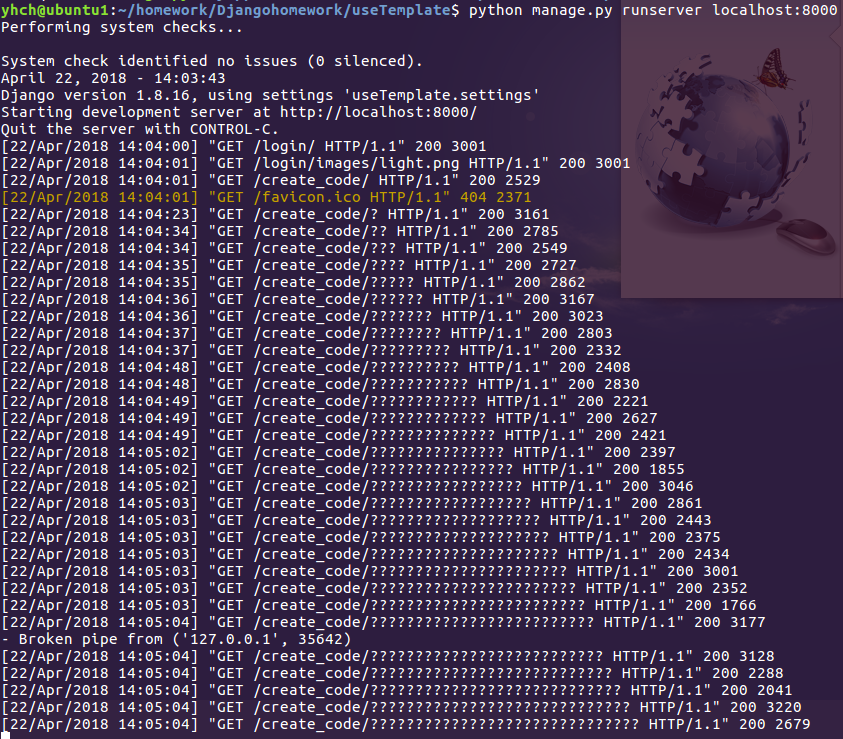 yhch@ubuntu1:~/homework/Djangohomework/useTemplate$ python manage.py runserver localhost:8000
Performing system checks...
System check identified no issues (0 silenced).
April 22, 2018 - 14:03:43
Django version 1.8.16, using settings 'useTemplate.settings'
Starting development server at http://localhost:8000/
Quit the server with CONTROL-C.
[22/Apr/2018 14:04:00] "GET /login/ HTTP/1.1" 200 3001
[22/Apr/2018 14:04:01] "GET /login/images/light.png HTTP/1.1" 200 3001
[22/Apr/2018 14:04:01] "GET /create_code/ HTTP/1.1" 200 2529
[22/Apr/2018 14:04:01] "GET /favicon.ico HTTP/1.1" 404 2371
[22/Apr/2018 14:04:23] "GET /create_code/? HTTP/1.1" 200 3161
[22/Apr/2018 14:04:34] "GET /create_code/?? HTTP/1.1" 200 2785
[22/Apr/2018 14:04:34] "GET /create_code/??? HTTP/1.1" 200 2549
[22/Apr/2018 14:04:35] "GET /create_code/???? HTTP/1.1" 200 2727
[22/Apr/2018 14:04:35] "GET /create_code/????? HTTP/1.1" 200 2862
[22/Apr/2018 14:04:36] "GET /create_code/?????? HTTP/1.1" 200 3167
[22/Apr/2018 14:04:36] "GET /create_code/??????? HTTP/1.1" 200 3023
[22/Apr/2018 14:04:37] "GET /create_code/???????? HTTP/1.1" 200 2803
[22/Apr/2018 14:04:37] "GET /create_code/????????? HTTP/1.1" 200 2332
[22/Apr/2018 14:04:48] "GET /create_code/?????????? HTTP/1.1" 200 2408
[22/Apr/2018 14:04:48] "GET /create_code/??????????? HTTP/1.1" 200 2830
[22/Apr/2018 14:04:49] "GET /create_code/???????????? HTTP/1.1" 200 2221
[22/Apr/2018 14:04:49] "GET /create_code/????????????? HTTP/1.1" 200 2627
[22/Apr/2018 14:04:49] "GET /create_code/?????????????? HTTP/1.1" 200 2421
[22/Apr/2018 14:05:02] "GET /create_code/??????????????? HTTP/1.1" 200 2397
[22/Apr/2018 14:05:02] "GET /create_code/???????????????? HTTP/1.1" 200 1855
[22/Apr/2018 14:05:02] "GET /create_code/????????????????? HTTP/1.1" 200 3046
[22/Apr/2018 14:05:03] "GET /create_code/?????????????????? HTTP/1.1" 200 2861
[22/Apr/2018 14:05:03] "GET /create_code/??????????????????? HTTP/1.1" 200 2443
[22/Apr/2018 14:05:03] "GET /create_code/???????????????????? HTTP/1.1" 200 2375
[22/Apr/2018 14:05:03] "GET /create_code/????????????????????? HTTP/1.1" 200 2434
[22/Apr/2018 14:05:03] "GET /create_code/?????????????????????? HTTP/1.1" 200 3001
[22/Apr/2018 14:05:03] "GET /create_code/??????????????????????? HTTP/1.1" 200 2352
[22/Apr/2018 14:05:03] "GET /create_code/???????????????????????? HTTP/1.1" 200 1766
[22/Apr/2018 14:05:04] "GET /create_code/????????????????????????? HTTP/1.1" 200 3177
- Broken pipe from ('127.0.0.1', 35642)
[22/Apr/2018 14:05:04] "GET /create_code/?????????????????????????? HTTP/1.1" 200 3128
[22/Apr/2018 14:05:04] "GET /create_code/??????????????????????????? HTTP/1.1" 200 2288
[22/Apr/2018 14:05:04] "GET /create_code/???????????????????????????? HTTP/1.1" 200 2041
[22/Apr/2018 14:05:04] "GET /create_code/????????????????????????????? HTTP/1.1" 200 3220
[22/Apr/2018 14:05:04] "GET /create_code/?????????????????????????????? HTTP/1.1" 200 2679